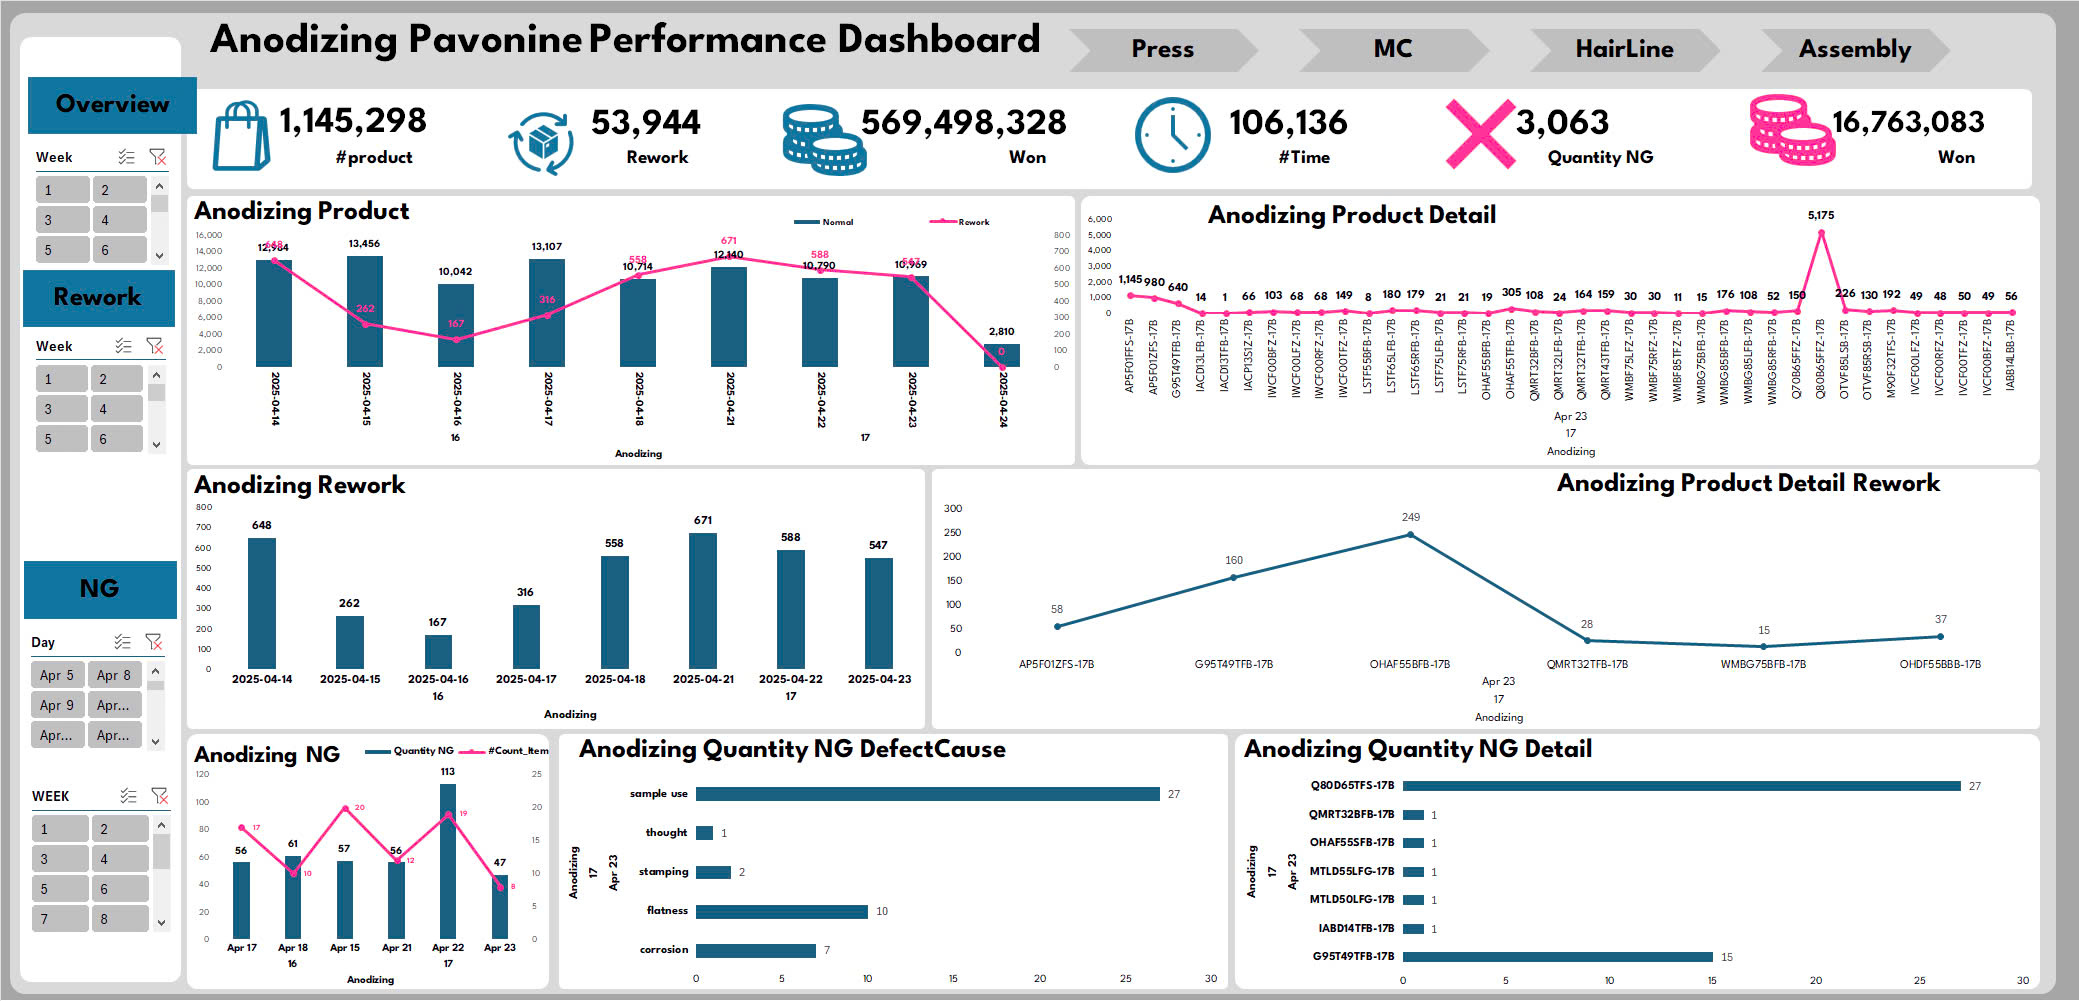 Anodizing Pavonine Performance Dashboard
Press
MC
HairLine
Assembly
Overview
Week
1 2
3 4
5 6
Rework
Week
1 2
3 4
5 6
NG
Day
Apr 5 Apr 8
Apr 9 Apr...
Apr... Apr...
WEEK
1 2
3 4
5 6
7 8
1,145,298
#product
53,944
Rework
569,498,328
Won
106,136
#Time
3,063
Quantity NG
16,763,083
Won
Anodizing Product
Normal Rework
16,000
14,000
12,000
10,000
8,000
6,000
4,000
2,000
0
800
700
600
500
400
300
200
100
0
12,984 13,456 10,042 13,107 10,714 12,140 10,790 10,969 2,810
648 262 167 316 558 671 588 547 0
2025-04-14 2025-04-15 2025-04-16 2025-04-17 2025-04-18 2025-04-21 2025-04-22 2025-04-23 2025-04-24
16 17
Anodizing
Anodizing Product Detail
6,000
5,000
4,000
3,000
2,000
1,000
0
1,145 980 640 14 1 66 103 68 68 149 8 180 179 21 21 19 305 108 24 164 159 30 30 11 15 176 108 52 150 5,175 226 130 192 49 48 50 49 56
AP5F01FFS-17B
AP5F01ZFS-17B
G95T49TFB-17B
IACD13LFB-17B
IACD13TFB-17B
IACP13S1Z-17B
IWCF00BFZ-17B
IWCF00LFZ-17B
IWCF00RFZ-17B
IWCF00TFZ-17B
LSTF55BFB-17B
LSTF65LFB-17B
LSTF65RFB-17B
LSTF75LFB-17B
LSTF75RFB-17B
OHAF55BFB-17B
OHAF55TFB-17B
QMRT32BFB-17B
QMRT32LFB-17B
QMRT32TFB-17B
QMRT43TFB-17B
WMBF75LFZ-17B
WMBF75RFZ-17B
WMBF85TFZ-17B
WMBG75BFB-17B
WMBG85BFB-17B
WMBG85LFB-17B
WMBG85RFB-17B
Q70B65FFZ-17B
Q80B65FFZ-17B
OTVF85LSB-17B
OTVF85RSB-17B
M90F32TFS-17B
IVCF00LFZ-17B
IVCF00RFZ-17B
IVCF00TFZ-17B
IVCF00BFZ-17B
IABB14LBB-17B
Apr 23
17
Anodizing
Anodizing Rework
800
700
600
500
400
300
200
100
0
648 262 167 316 558 671 588 547
2025-04-14 2025-04-15 2025-04-16 2025-04-17 2025-04-18 2025-04-21 2025-04-22 2025-04-23
16 17
Anodizing
Anodizing Product Detail Rework
300
250
200
150
100
50
0
58 160 249 28 15 37
AP5F01ZFS-17B G95T49TFB-17B OHAF55BFB-17B QMRT32TFB-17B WMBG75BFB-17B OHDF55BBB-17B
Apr 23
17
Anodizing
Anodizing NG
Quantity NG #Count_Item
120
100
80
60
40
20
0
25
20
15
10
5
0
56 61 57 56 113 47
17 10 20 12 19 8
Apr 17 Apr 18 Apr 15 Apr 21 Apr 22 Apr 23
16 17
Anodizing
Anodizing Quantity NG DefectCause
Anodizing
17
Apr 23
sample use 27
thought 1
stamping 2
flatness 10
corrosion 7
0 5 10 15 20 25 30
Anodizing Quantity NG Detail
Anodizing
17
Apr 23
Q80D65TFS-17B 27
QMRT32BFB-17B 1
OHAF55SFB-17B 1
MTLD55LFG-17B 1
MTLD50LFG-17B 1
IABD14TFB-17B 1
G95T49TFB-17B 15
0 5 10 15 20 25 30